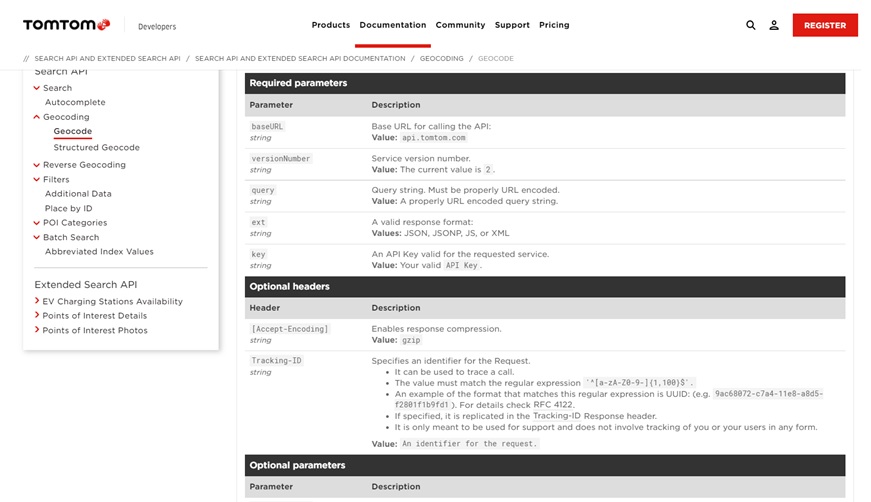 TOMTOM
Developers
Products Documentation Community Support Pricing
REGISTER
// SEARCH API AND EXTENDED SEARCH API / SEARCH API AND EXTENDED SEARCH API DOCUMENTATION / GEOCODING / GEOCODE
Search API
Search
Autocomplete
Geocoding
Geocode
Structured Geocode
Reverse Geocoding
Filters
Additional Data
Place by ID
POI Categories
Batch Search
Abbreviated Index Values
Extended Search API
EV Charging Stations Availability
Points of Interest Details
Points of Interest Photos
Required parameters
Parameter Description
baseURL Base URL for calling the API:
string Value: api.tomtom.com
versionNumber Service version number.
string Value: The current value is 2.
query Query string. Must be properly URL encoded.
string Value: A properly URL encoded query string.
ext A valid response format:
string Values: JSON, JSONP, JS, or XML
key An API Key valid for the requested service.
string Value: Your valid API Key.
Optional headers
Header Description
[Accept-Encoding] Enables response compression.
string Value: gzip
Tracking-ID Specifies an identifier for the Request.
string • It can be used to trace a call.
• The value must match the regular expression '^[a-zA-Z0-9-]{1,100}$'.
• An example of the format that matches this regular expression is UUID: (e.g. 9ac68072-c7a4-11e8-a8d5-
f2801f1b9fd1 ). For details check RFC 4122.
• If specified, it is replicated in the Tracking-ID Response header.
• It is only meant to be used for support and does not involve tracking of you or your users in any form.
Value: An identifier for the request.
Optional parameters
Parameter Description